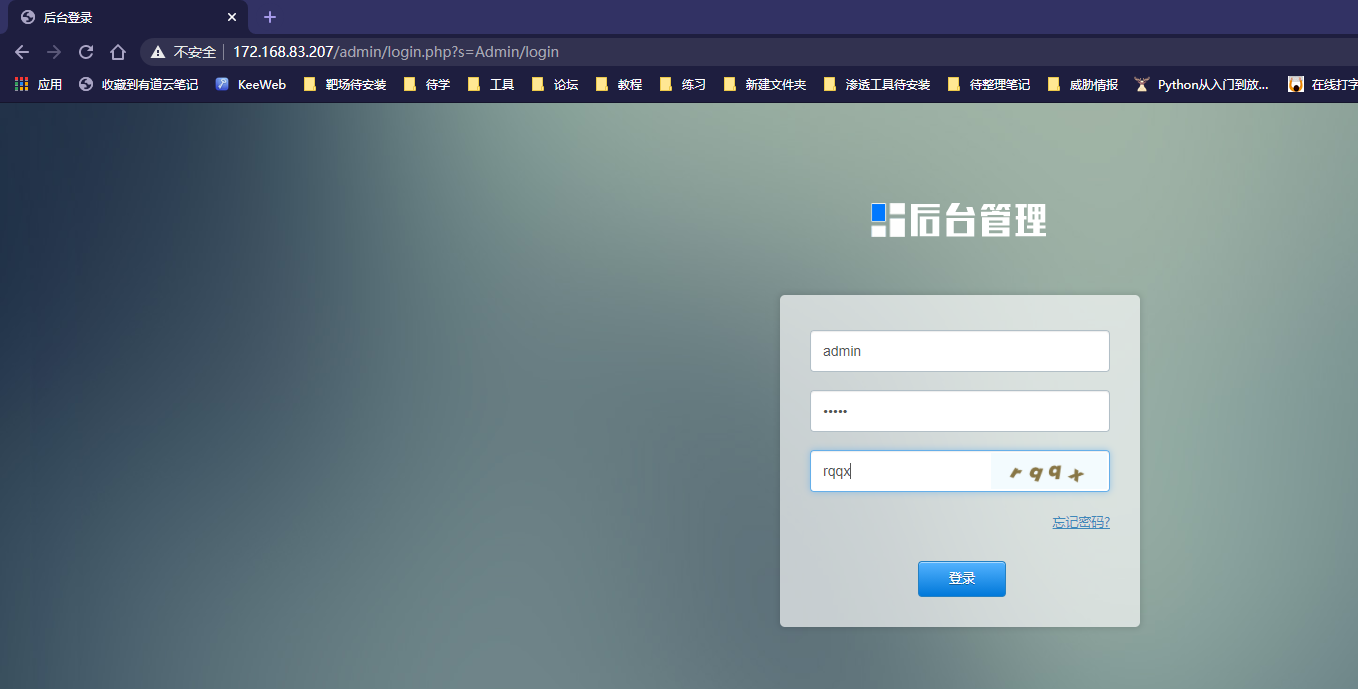 后台登录
不安全 172.168.83.207/admin/login.php?s=Admin/login
应用 收藏到有道云笔记 KeeWeb 靶场待安装 待学 工具 论坛 教程 练习 新建文件夹 渗透工具待安装 待整理笔记 威胁情报 Python从入门到放... 在线打字
后台管理
admin
•••••
rqqx rqqx
忘记密码?
登录